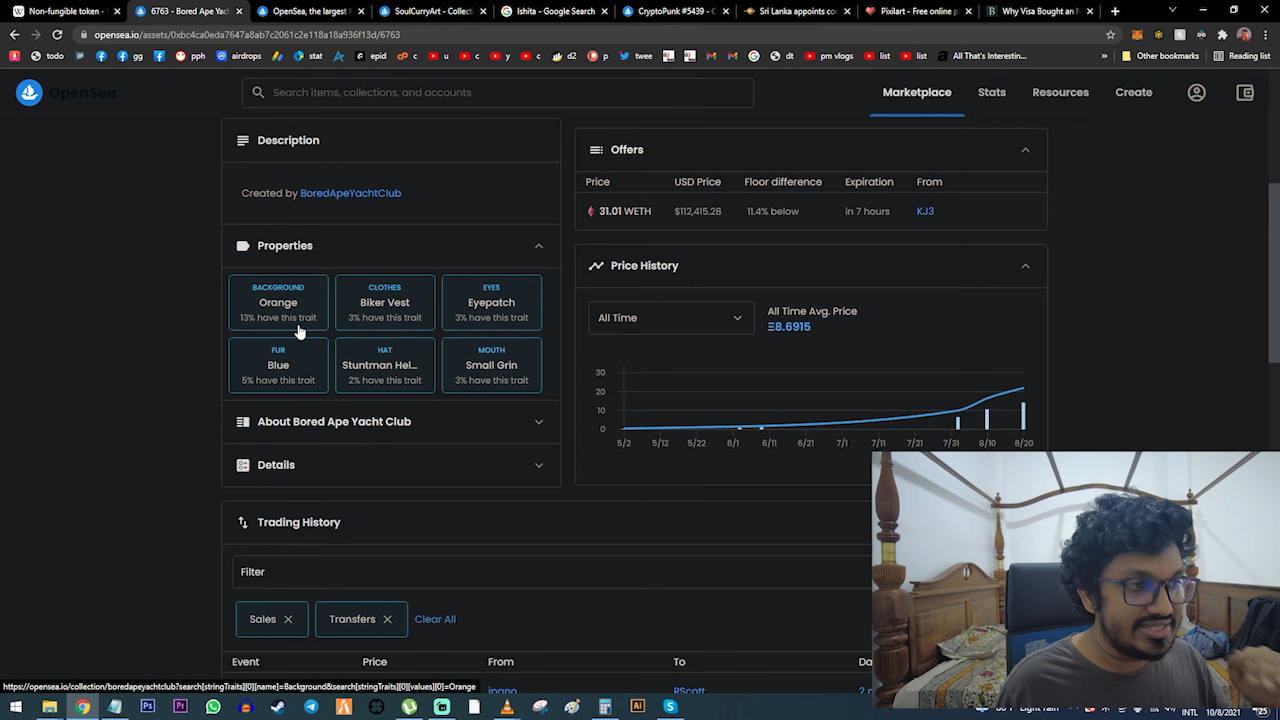 Non-fungible token - W
6763 - Bored Ape Yacht C
OpenSea, the largest N
SoulCurryArt - Collecti
Ishita - Google Search
CryptoPunk #5439 - C
Sri Lanka appoints co
Pixilart - Free online p
Why Visa Bought an N
opensea.io/assets/0xbc4ca0eda7647a8ab7c2061c2e118a18a936f13d/6763
todo
gg
pph
airdrops
stat
epid
c
u
c
y
c
d2
p
twee
dt
pm vlogs
list
list
All That's Interestin...
Other bookmarks
Reading list
OpenSea
Search items, collections, and accounts
Marketplace
Stats
Resources
Create
Description
Created by BoredApeYachtClub
Properties
BACKGROUND
Orange
13% have this trait
CLOTHES
Biker Vest
3% have this trait
EYES
Eyepatch
3% have this trait
FUR
Blue
5% have this trait
HAT
Stuntman Hel...
2% have this trait
MOUTH
Small Grin
3% have this trait
About Bored Ape Yacht Club
Details
Offers
Price USD Price Floor difference Expiration From
31.01 WETH $112,415.28 11.4% below in 7 hours KJ3
Price History
All Time
All Time Avg. Price
Ξ8.6915
30
20
10
0
5/2 5/12 5/22 6/1 6/11 6/21 7/1 7/11 7/21 7/31 8/10 8/20
Trading History
Filter
Sales
Transfers
Clear All
Event Price From To
ipano RScott
https://opensea.io/collection/boredapeyachtclub?search[stringTraits][0][name]=Background&search[stringTraits][0][values][0]=Orange
Light rain
INTL
10/8/2021
25